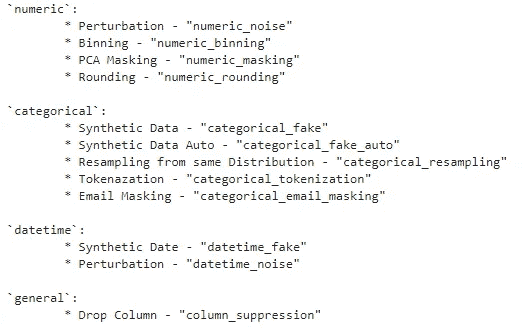 `numeric`:
* Perturbation - "numeric_noise"
* Binning - "numeric_binning"
* PCA Masking - "numeric_masking"
* Rounding - "numeric_rounding"
`categorical`:
* Synthetic Data - "categorical_fake"
* Synthetic Data Auto - "categorical_fake_auto"
* Resampling from same Distribution - "categorical_resampling"
* Tokenazation - "categorical_tokenization"
* Email Masking - "categorical_email_masking"
`datetime`:
* Synthetic Date - "datetime_fake"
* Perturbation - "datetime_noise"
`general`:
* Drop Column - "column_suppression"